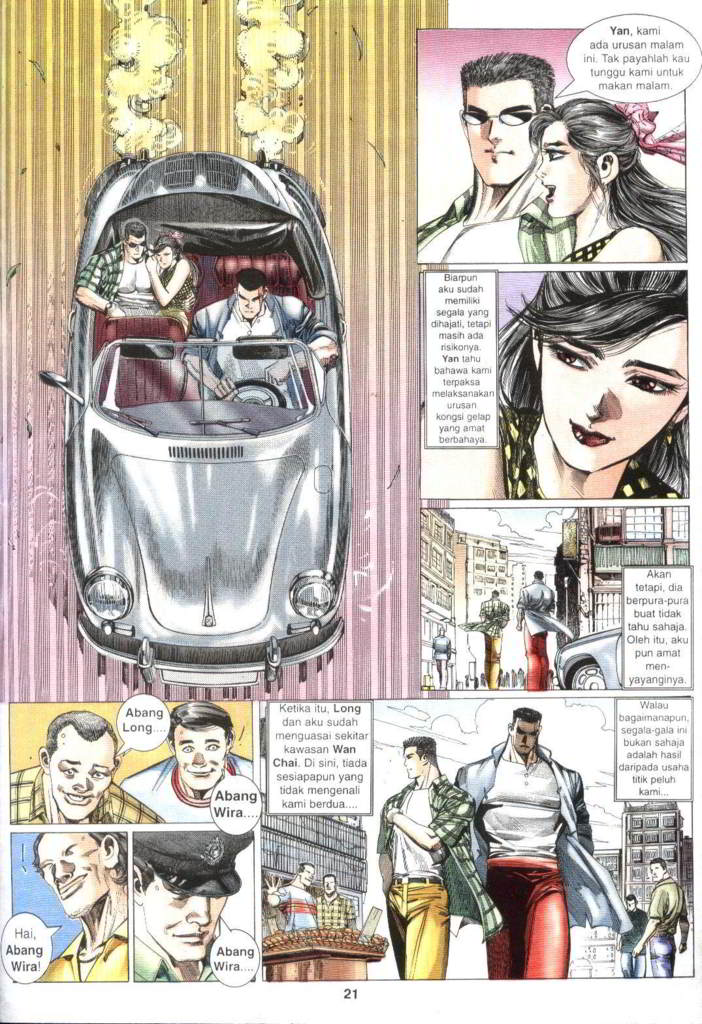 Yan, kami
ada urusan malam
ini. Tak payahlah kau
tunggu kami untuk
makan malam.
Biarpun
aku sudah
memiliki
segala yang
dihajati, tetapi
masih ada
risikonya.
Yan tahu
bahawa kami
terpaksa
melaksanakan
urusan
kongsi gelap
yang amat
berbahaya.
Akan
tetapi, dia
berpura-pura
buat tidak
tahu sahaja.
Oleh itu, aku
pun amat
men-
yayanginya.
Abang
Long....
Abang
Wira....
Hai,
Abang
Wira!
Abang
Wira....
Ketika itu, Long
dan aku sudah
menguasai sekitar
kawasan Wan
Chai. Di sini, tiada
sesiapapun yang
tidak mengenali
kami berdua....
Walau
bagaimanapun,
segala-gala ini
bukan sahaja
adalah hasil
daripada usaha
titik peluh
kami...
21